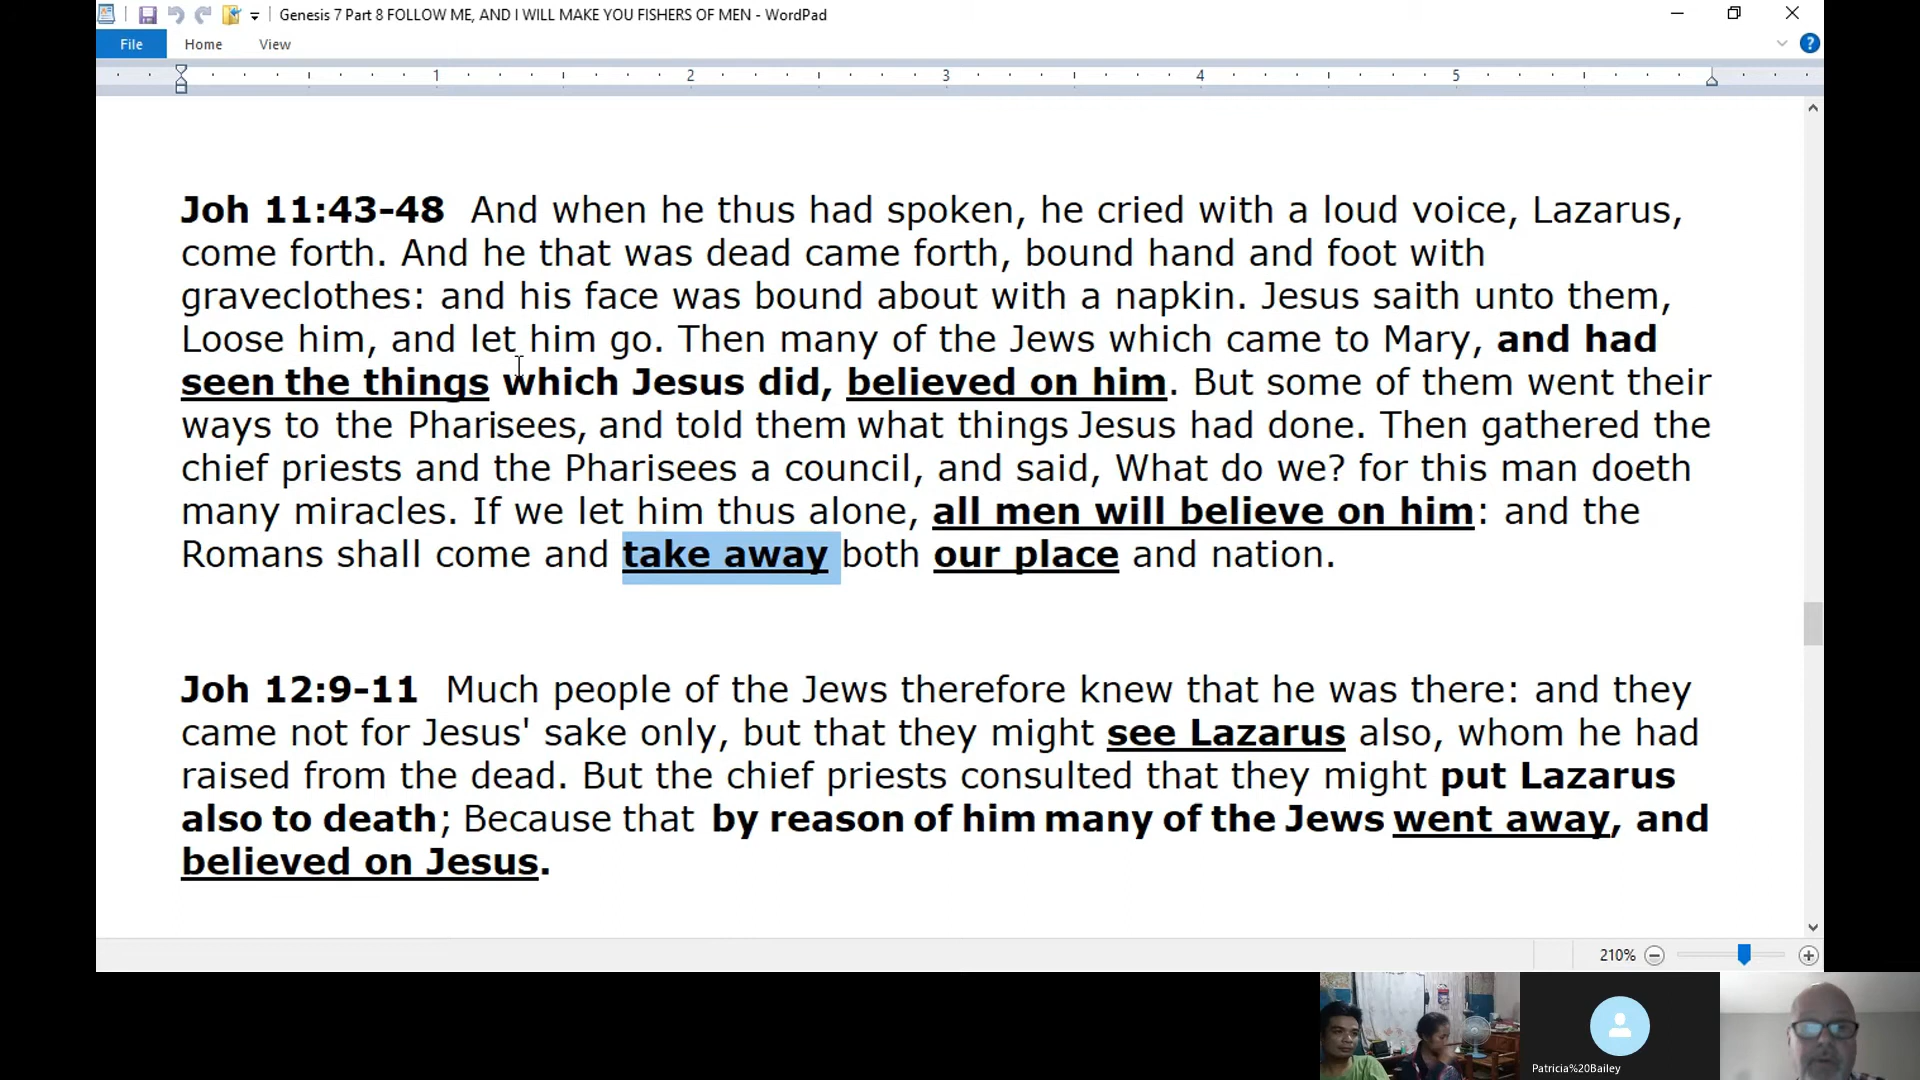 Genesis 7 Part 8 FOLLOW ME, AND I WILL MAKE YOU FISHERS OF MEN - WordPad
File Home View
1 2 3 4 5
Joh 11:43-48 And when he thus had spoken, he cried with a loud voice, Lazarus,
come forth. And he that was dead came forth, bound hand and foot with
graveclothes: and his face was bound about with a napkin. Jesus saith unto them,
Loose him, and let him go. Then many of the Jews which came to Mary, and had
seen the things which Jesus did, believed on him. But some of them went their
ways to the Pharisees, and told them what things Jesus had done. Then gathered the
chief priests and the Pharisees a council, and said, What do we? for this man doeth
many miracles. If we let him thus alone, all men will believe on him: and the
Romans shall come and take away both our place and nation.
Joh 12:9-11 Much people of the Jews therefore knew that he was there: and they
came not for Jesus' sake only, but that they might see Lazarus also, whom he had
raised from the dead. But the chief priests consulted that they might put Lazarus
also to death; Because that by reason of him many of the Jews went away, and
believed on Jesus.
210%
Patricia%20Bailey